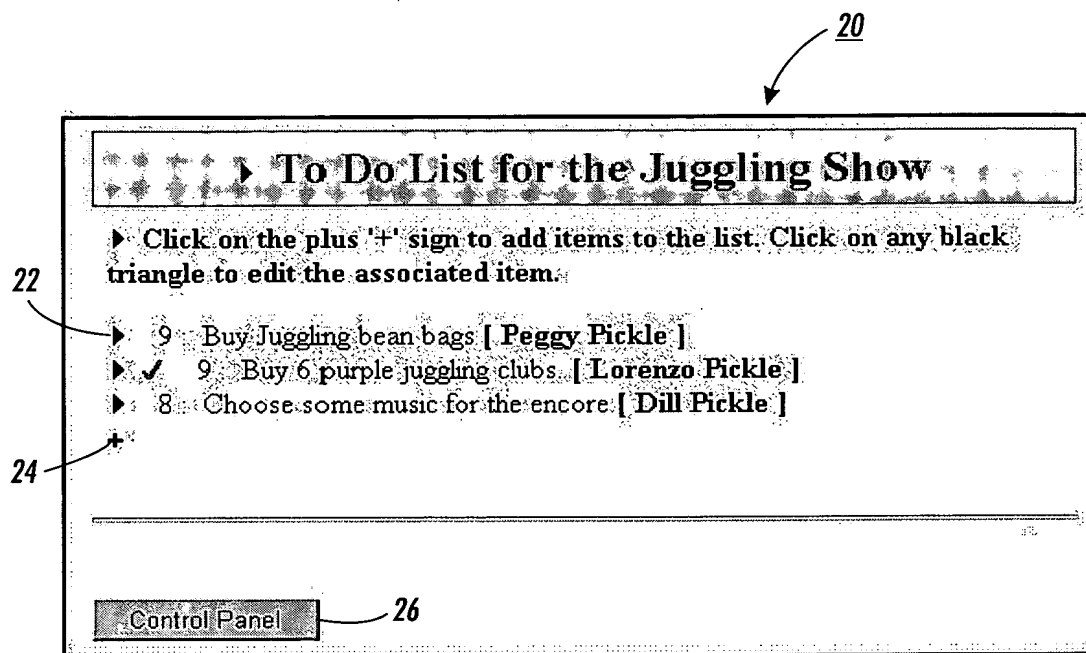 20
▶ To Do List for the Juggling Show
▶ Click on the plus '+' sign to add items to the list. Click on any black
triangle to edit the associated item.
22
▶ 9 Buy Juggling bean bags [ Peggy Pickle ]
▶ ✓ 9 Buy 6 purple juggling clubs. [ Lorenzo Pickle ]
▶ 8 Choose some music for the encore [ Dill Pickle ]
+
24
Control Panel
26